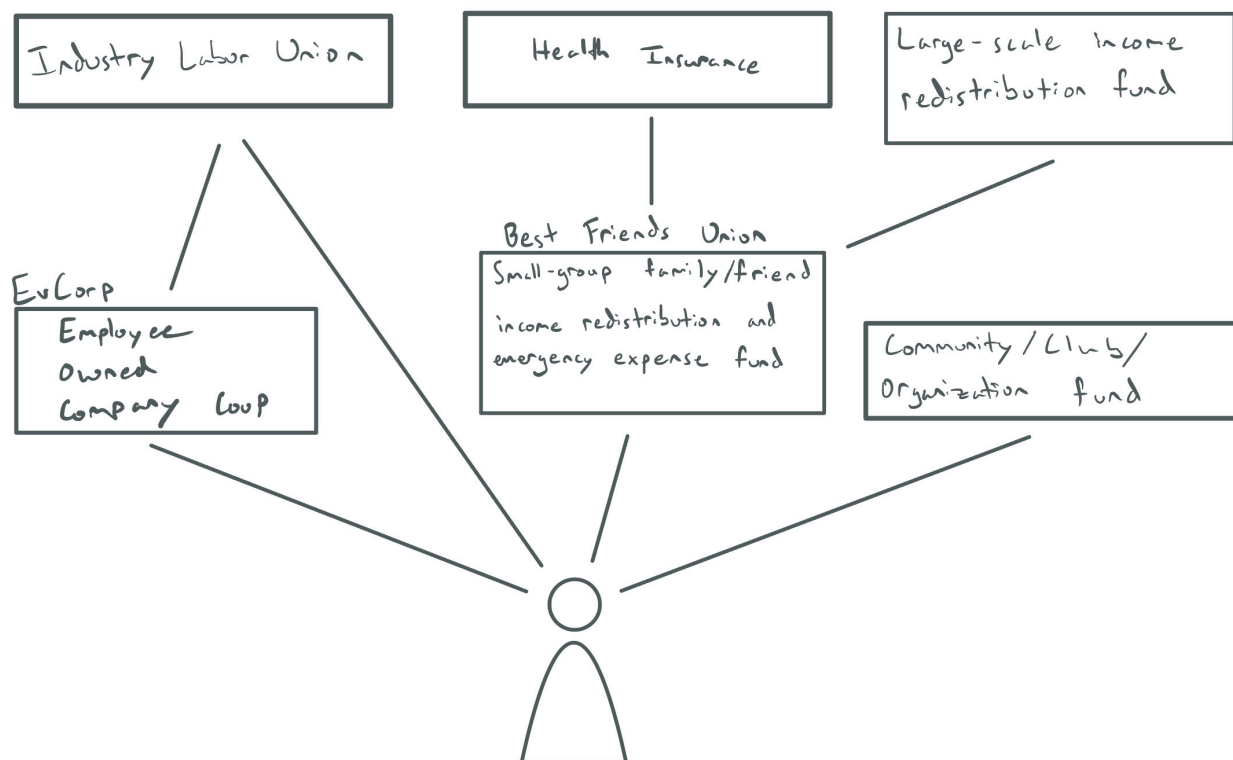 Industry Labor Union
Health Insurance
Large-scale income
redistribution fund
Best Friends Union
Small-group family/friend
income redistribution and
emergency expense fund
EvCorp
Employee
Owned
Company Coop
Community/Club/
Organization fund